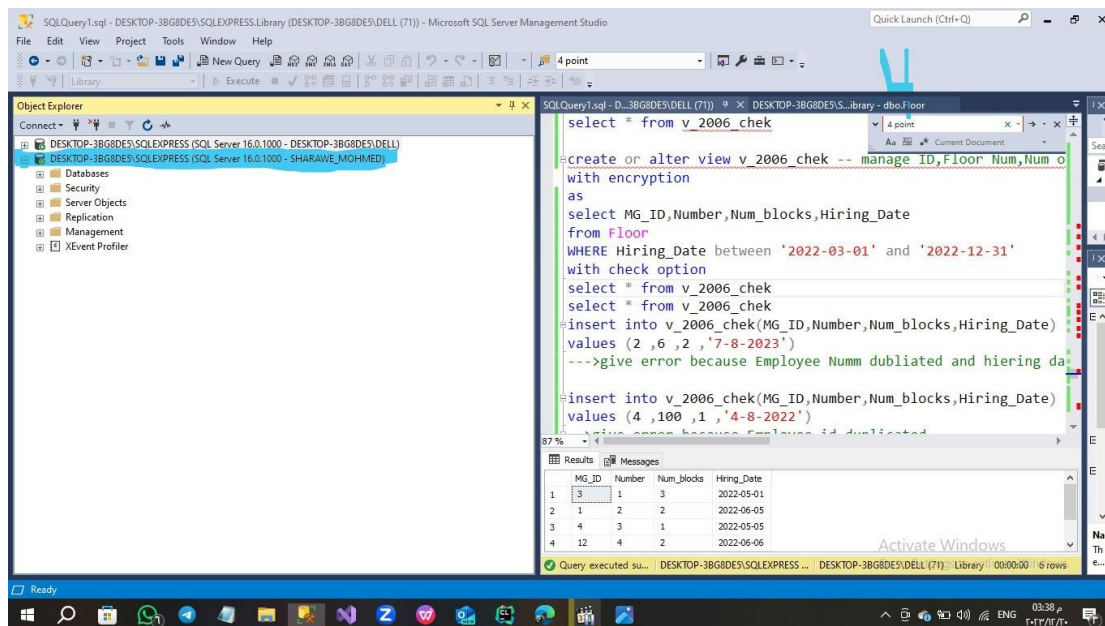 SQLQuery1.sql - DESKTOP-3BG8DE5\SQLEXPRESS.Library (DESKTOP-3BG8DE5\DELL (71)) - Microsoft SQL Server Management Studio
Quick Launch (Ctrl+Q)
File Edit View Project Tools Window Help
New Query
4 point
Library
Execute
Object Explorer
Connect
DESKTOP-3BG8DE5\SQLEXPRESS (SQL Server 16.0.1000 - DESKTOP-3BG8DE5\DELL)
DESKTOP-3BG8DE5\SQLEXPRESS (SQL Server 16.0.1000 - SHARAWE_MOHMED)
Databases
Security
Server Objects
Replication
Management
XEvent Profiler
SQLQuery1.sql - D...3BG8DE5\DELL (71))
DESKTOP-3BG8DE5\S...ibrary - dbo.Floor
4 point
Aa Current Document
select * from v_2006_chek
create or alter view v_2006_chek -- manage ID,Floor Num,Num o
with encryption
as
select MG_ID,Number,Num_blocks,Hiring_Date
from Floor
WHERE Hiring_Date between '2022-03-01' and '2022-12-31'
with check option
select * from v_2006_chek
select * from v_2006_chek
insert into v_2006_chek(MG_ID,Number,Num_blocks,Hiring_Date)
values (2 ,6 ,2 ,'7-8-2023')
--->give error because Employee Numm dubliated and hiering da
insert into v_2006_chek(MG_ID,Number,Num_blocks,Hiring_Date)
values (4 ,100 ,1 ,'4-8-2022')
87 %
Results Messages
MG_ID Number Num_blocks Hiring_Date
1 3 1 3 2022-05-01
2 1 2 2 2022-06-05
3 4 3 1 2022-05-05
4 12 4 2 2022-06-06
Activate Windows
Query executed su... DESKTOP-3BG8DE5\SQLEXPRESS ... DESKTOP-3BG8DE5\DELL (71) Library 00:00:00 6 rows
Sea
Na
Th
e...
Ready
ENG
03:38 م